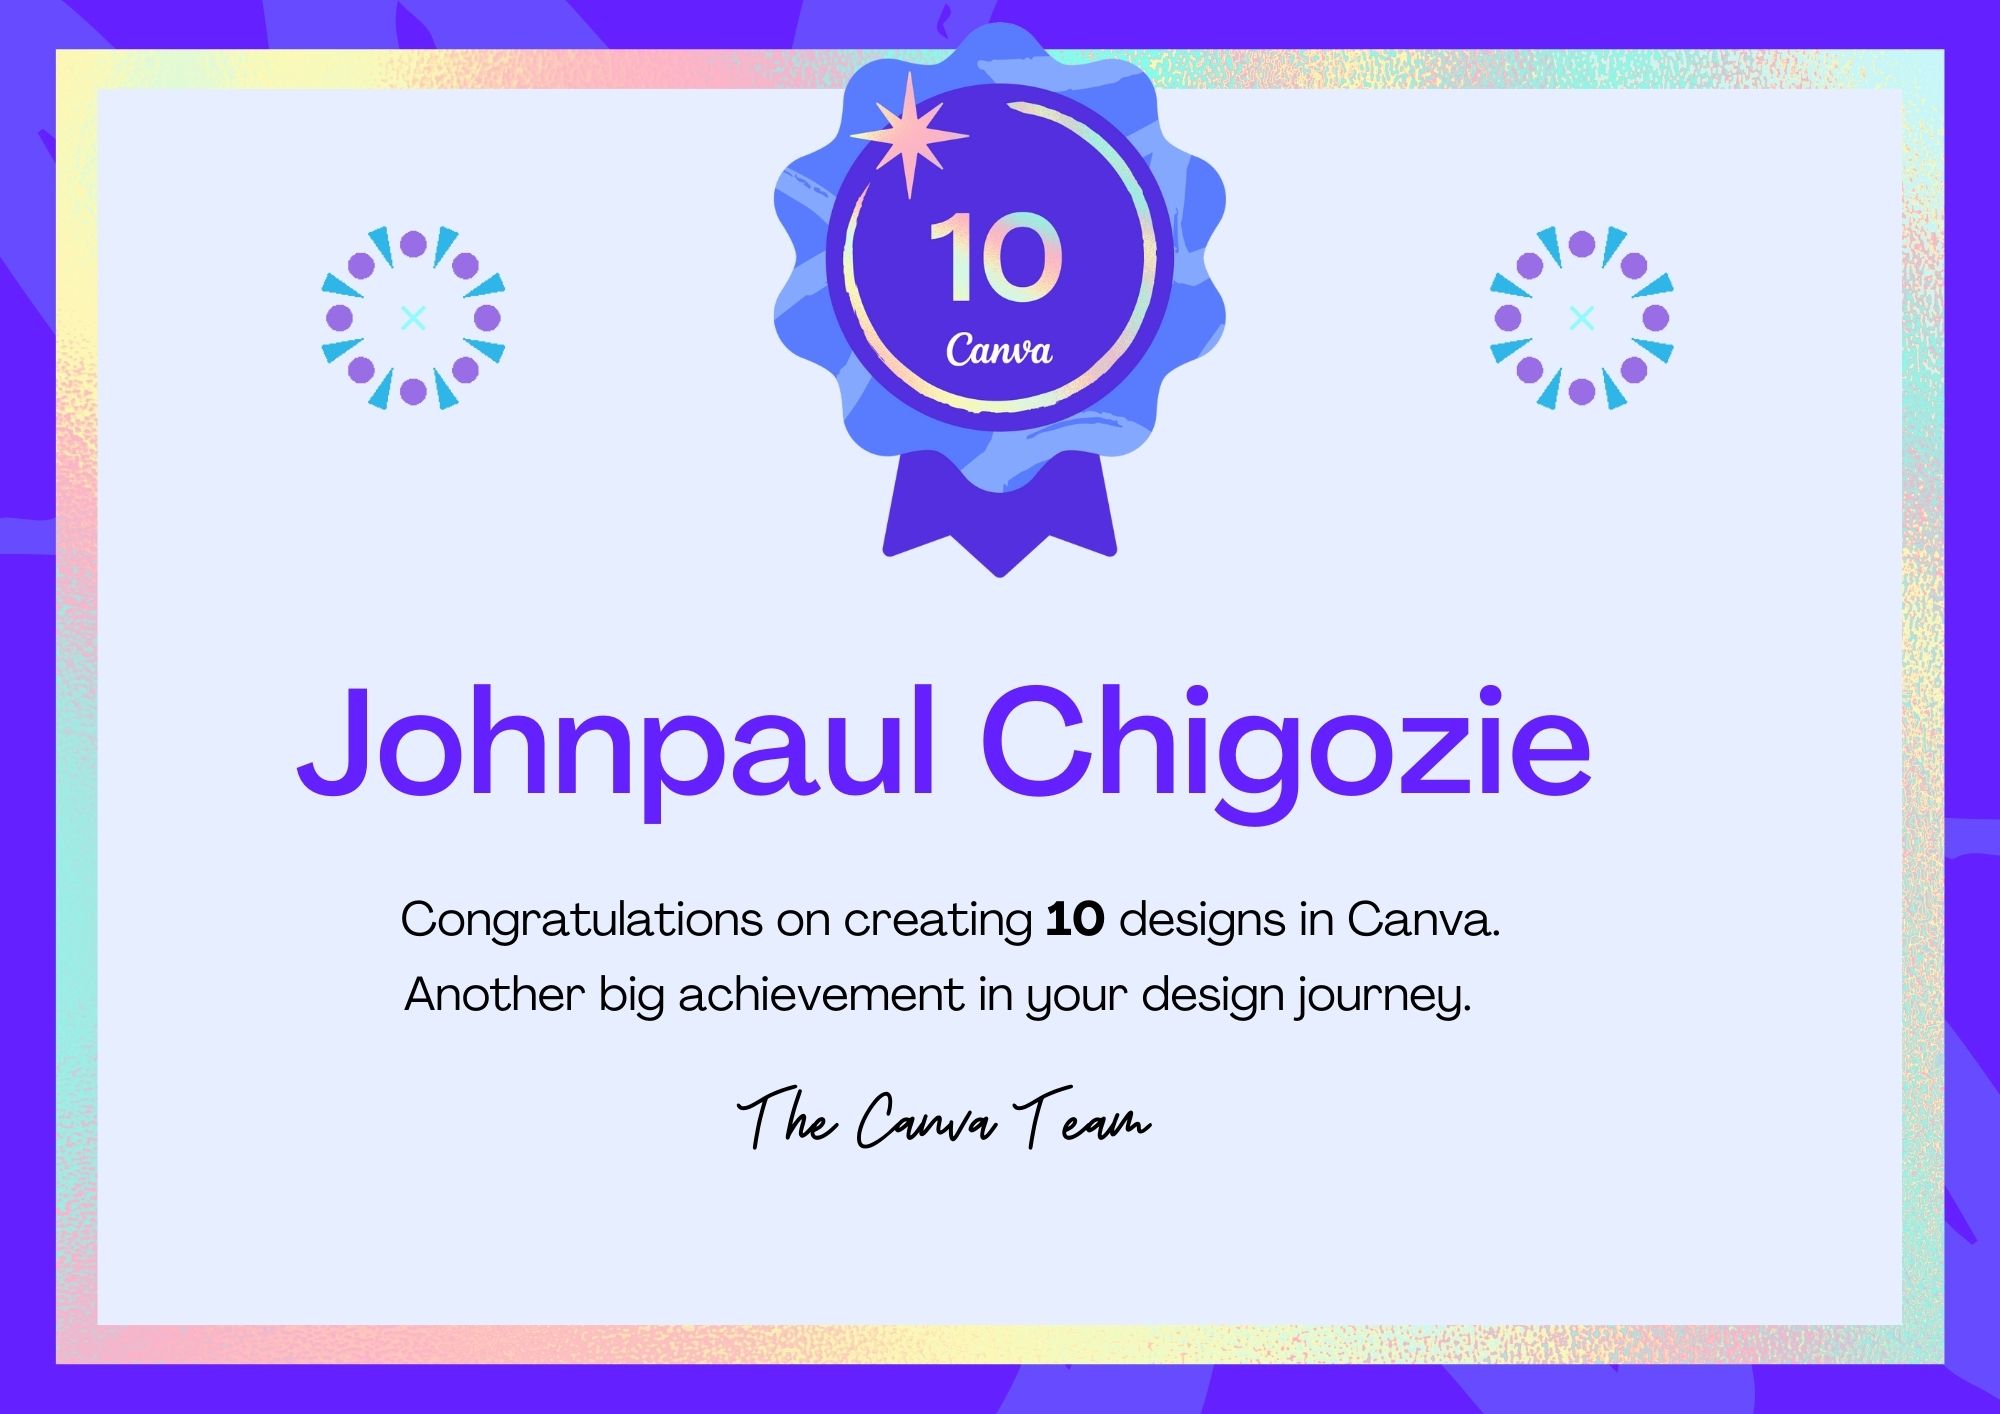 10
Canva
Johnpaul Chigozie
Congratulations on creating 10 designs in Canva.
Another big achievement in your design journey.
The Canva Team